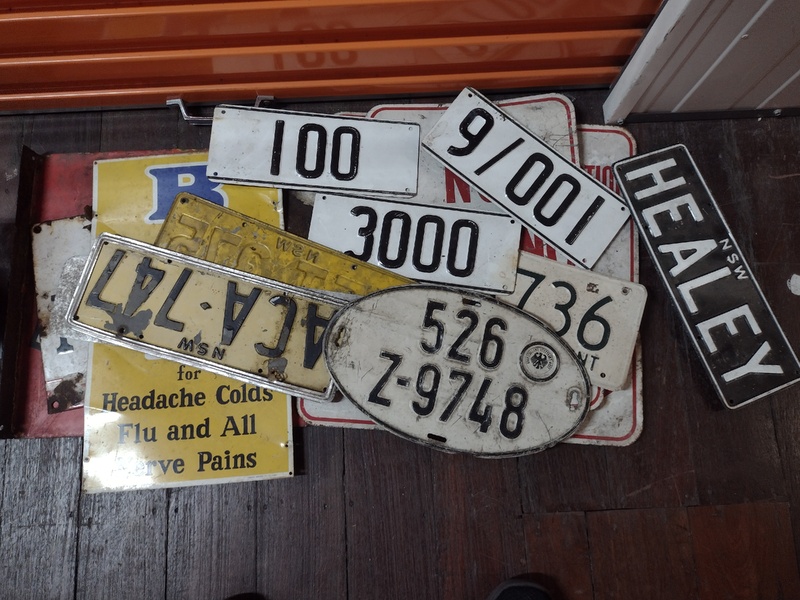 100
9/001
HEALEY
NSW
3000
B
NSW
736
NT
ACA·747
NSW
526
Z-9748
for
Headache Colds
Flu and All
Nerve Pains